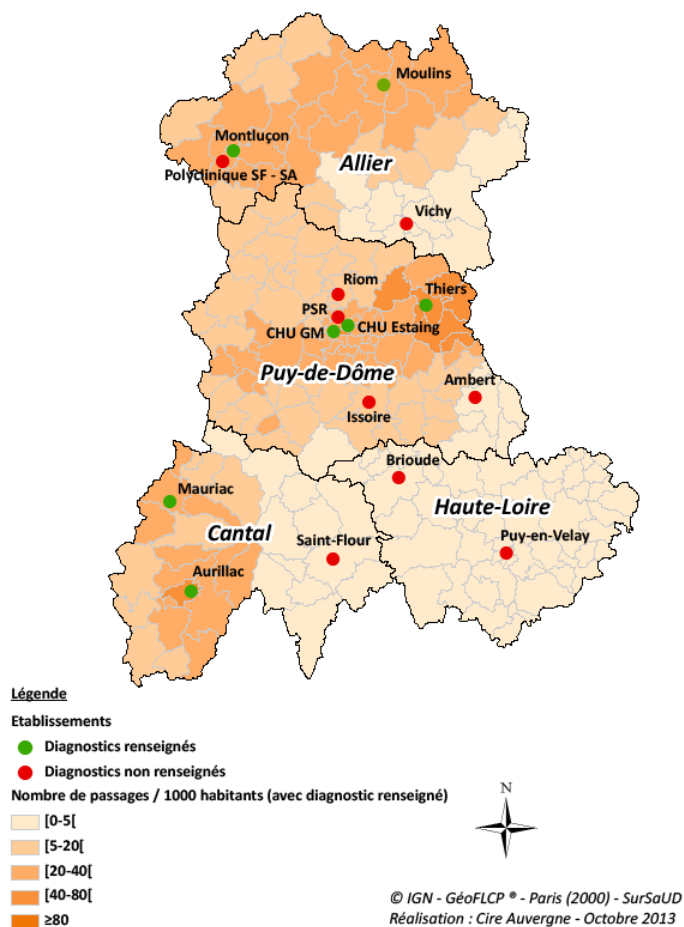 Moulins
Montluçon
Polyclinique SF - SA
Allier
Vichy
Riom
Thiers
PSR
CHU GM
CHU Estaing
Puy-de-Dôme
Ambert
Issoire
Brioude
Mauriac
Haute-Loire
Cantal
Saint-Flour
Puy-en-Velay
Aurillac
Légende
Etablissements
Diagnostics renseignés
Diagnostics non renseignés
Nombre de passages / 1000 habitants (avec diagnostic renseigné)
[0-5[
[5-20[
[20-40[
[40-80[
≥80
N
© IGN - GéoFLCP ® - Paris (2000) - SurSaUD
Réalisation : Cire Auvergne - Octobre 2013